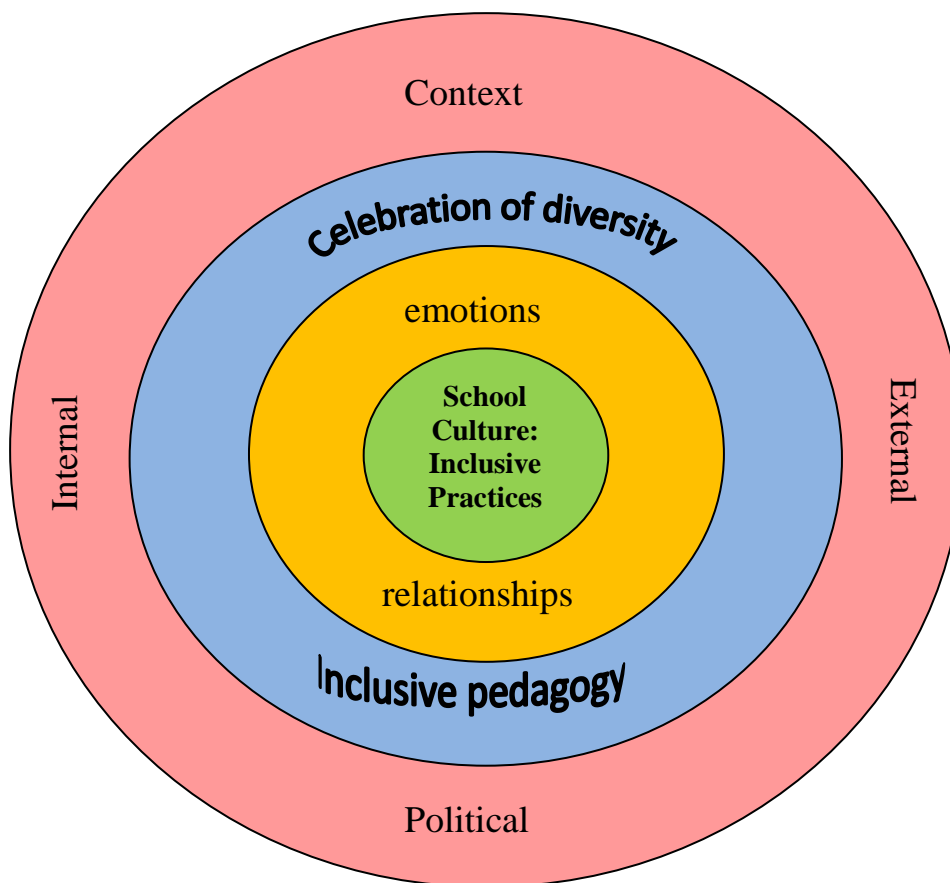 Context
Celebration of diversity
emotions
School
Culture:
Inclusive
Practices
Internal
External
relationships
Inclusive pedagogy
Political